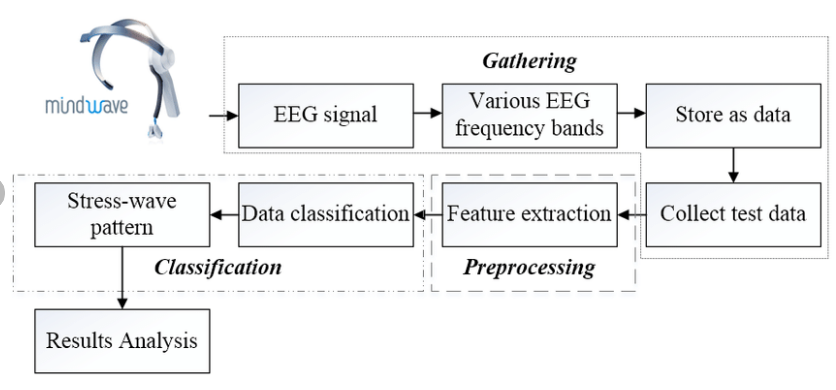 Gathering
mindwave
EEG signal
Various EEG
frequency bands
Store as data
Stress-wave
pattern
Data classification
Feature extraction
Collect test data
Classification
Preprocessing
Results Analysis